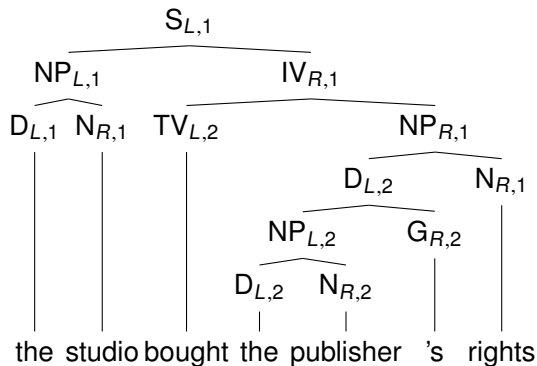 S_{L,1}
NP_{L,1} IV_{R,1}
D_{L,1} N_{R,1} TV_{L,2} NP_{R,1}
D_{L,2} N_{R,1}
NP_{L,2} G_{R,2}
D_{L,2} N_{R,2}
the studio bought the publisher 's rights